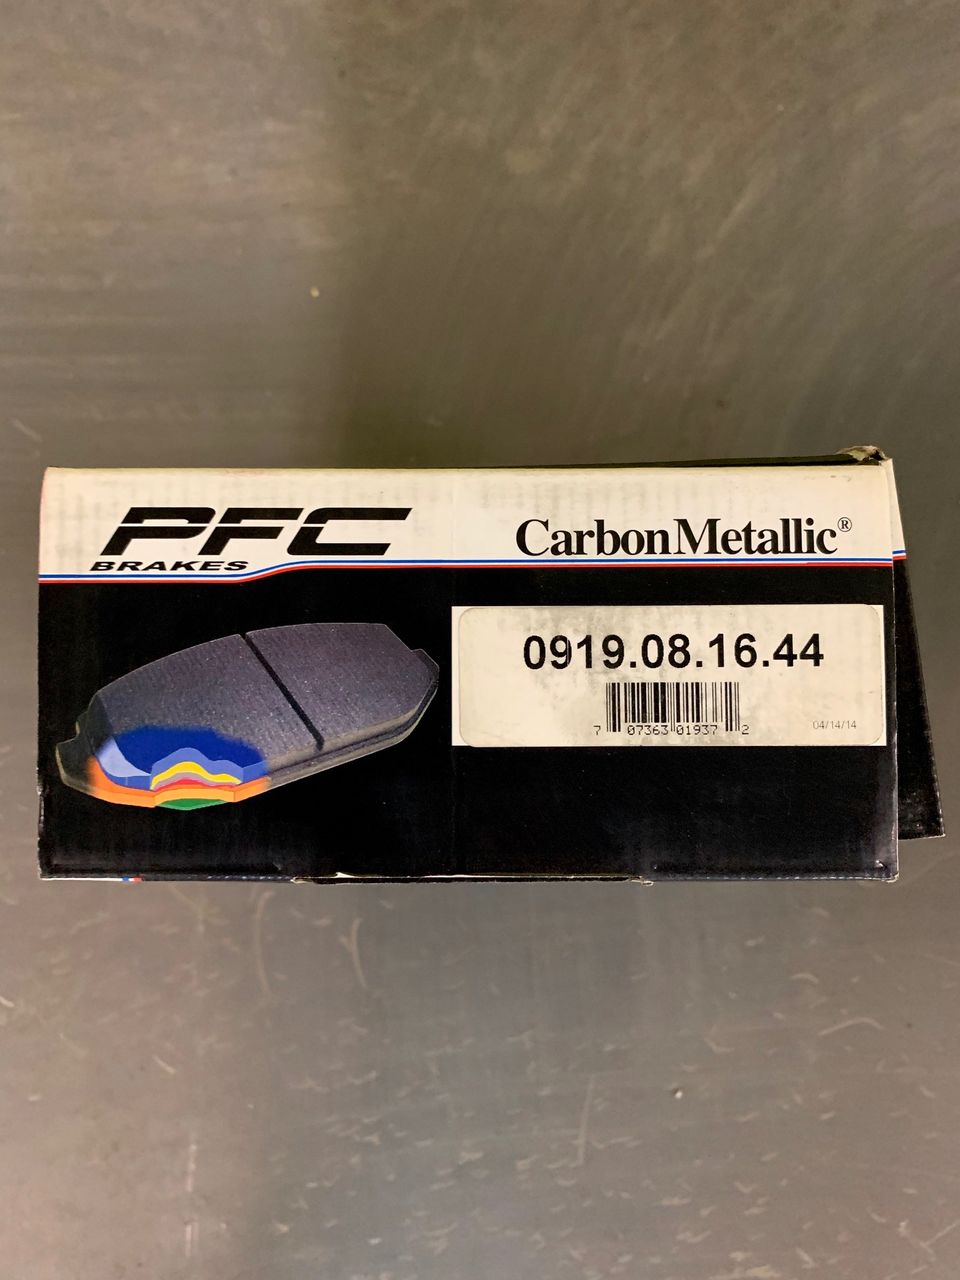 PFC
BRAKES
CarbonMetallic®
0919.08.16.44
7 07363 01937 2
04/14/14